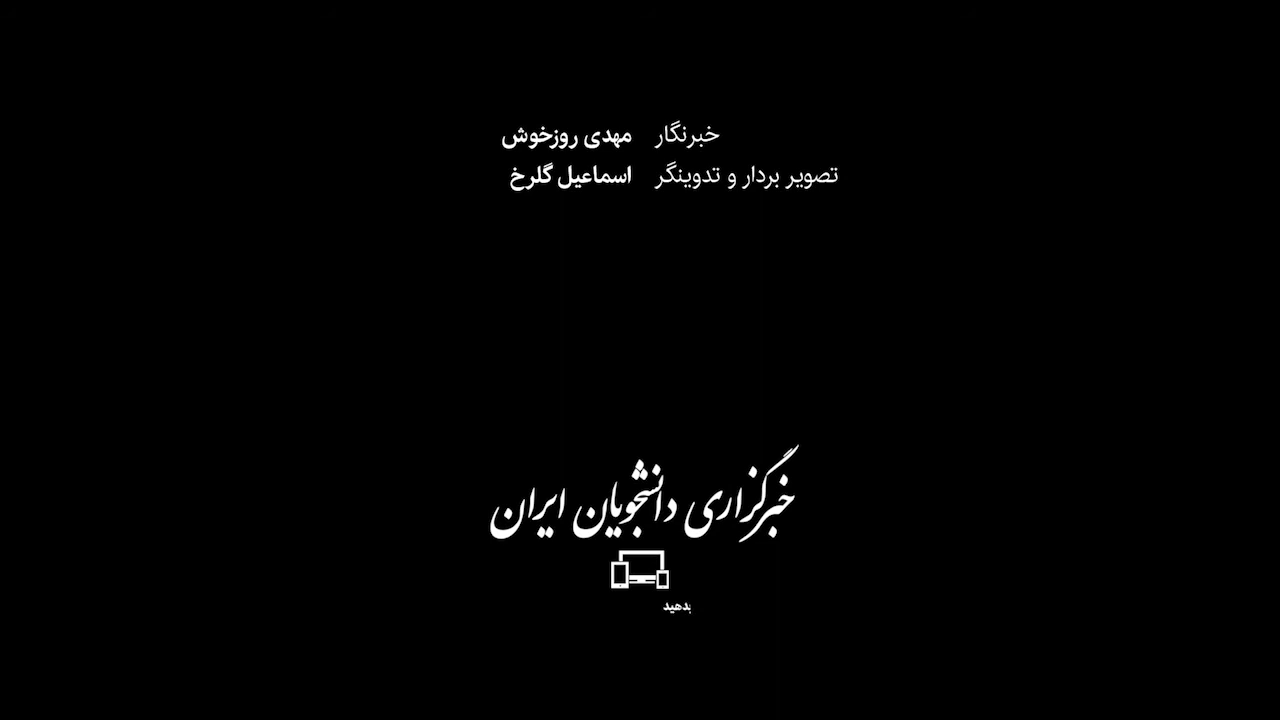 خبرنگار مهدی روزخوش
تصویر بردار و تدوینگر اسماعیل گلرخ
خبرگزاری دانشجویان ایران
بدهید